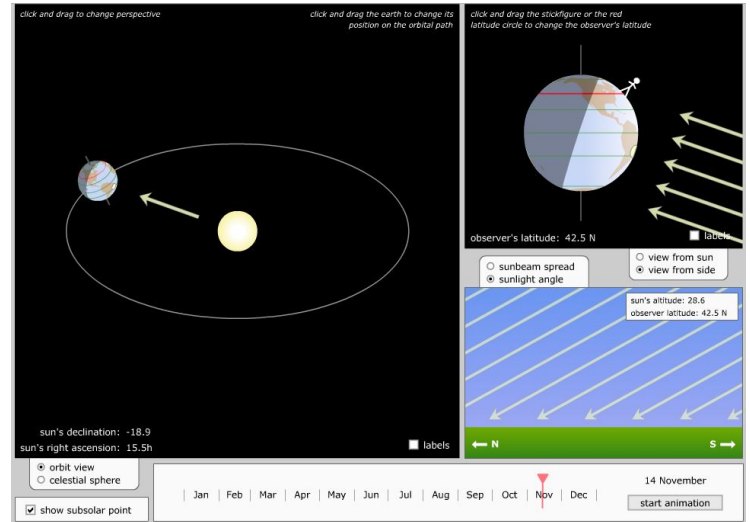 click and drag to change perspective
click and drag the earth to change its
position on the orbital path
sun's declination: -18.9
sun's right ascension: 15.5h
labels
orbit view
celestial sphere
show subsolar point
click and drag the stickfigure or the red
latitude circle to change the observer's latitude
observer's latitude: 42.5 N
labels
view from sun
view from side
sunbeam spread
sunlight angle
sun's altitude: 28.6
observer latitude: 42.5 N
N
S
Jan Feb Mar Apr May Jun Jul Aug Sep Oct Nov Dec
14 November
start animation